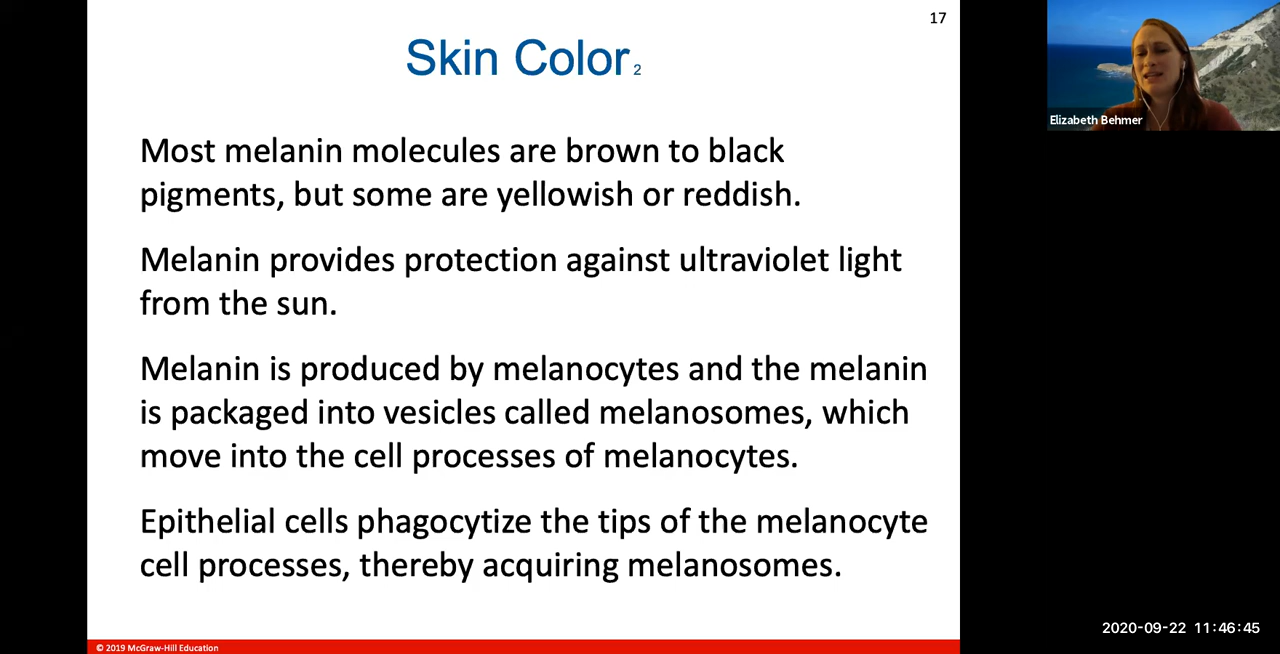 17
Skin Color 2
Elizabeth Behmer
Most melanin molecules are brown to black
pigments, but some are yellowish or reddish.
Melanin provides protection against ultraviolet light
from the sun.
Melanin is produced by melanocytes and the melanin
is packaged into vesicles called melanosomes, which
move into the cell processes of melanocytes.
Epithelial cells phagocytize the tips of the melanocyte
cell processes, thereby acquiring melanosomes.
2020-09-22 11:46:45
© 2019 McGraw-Hill Education